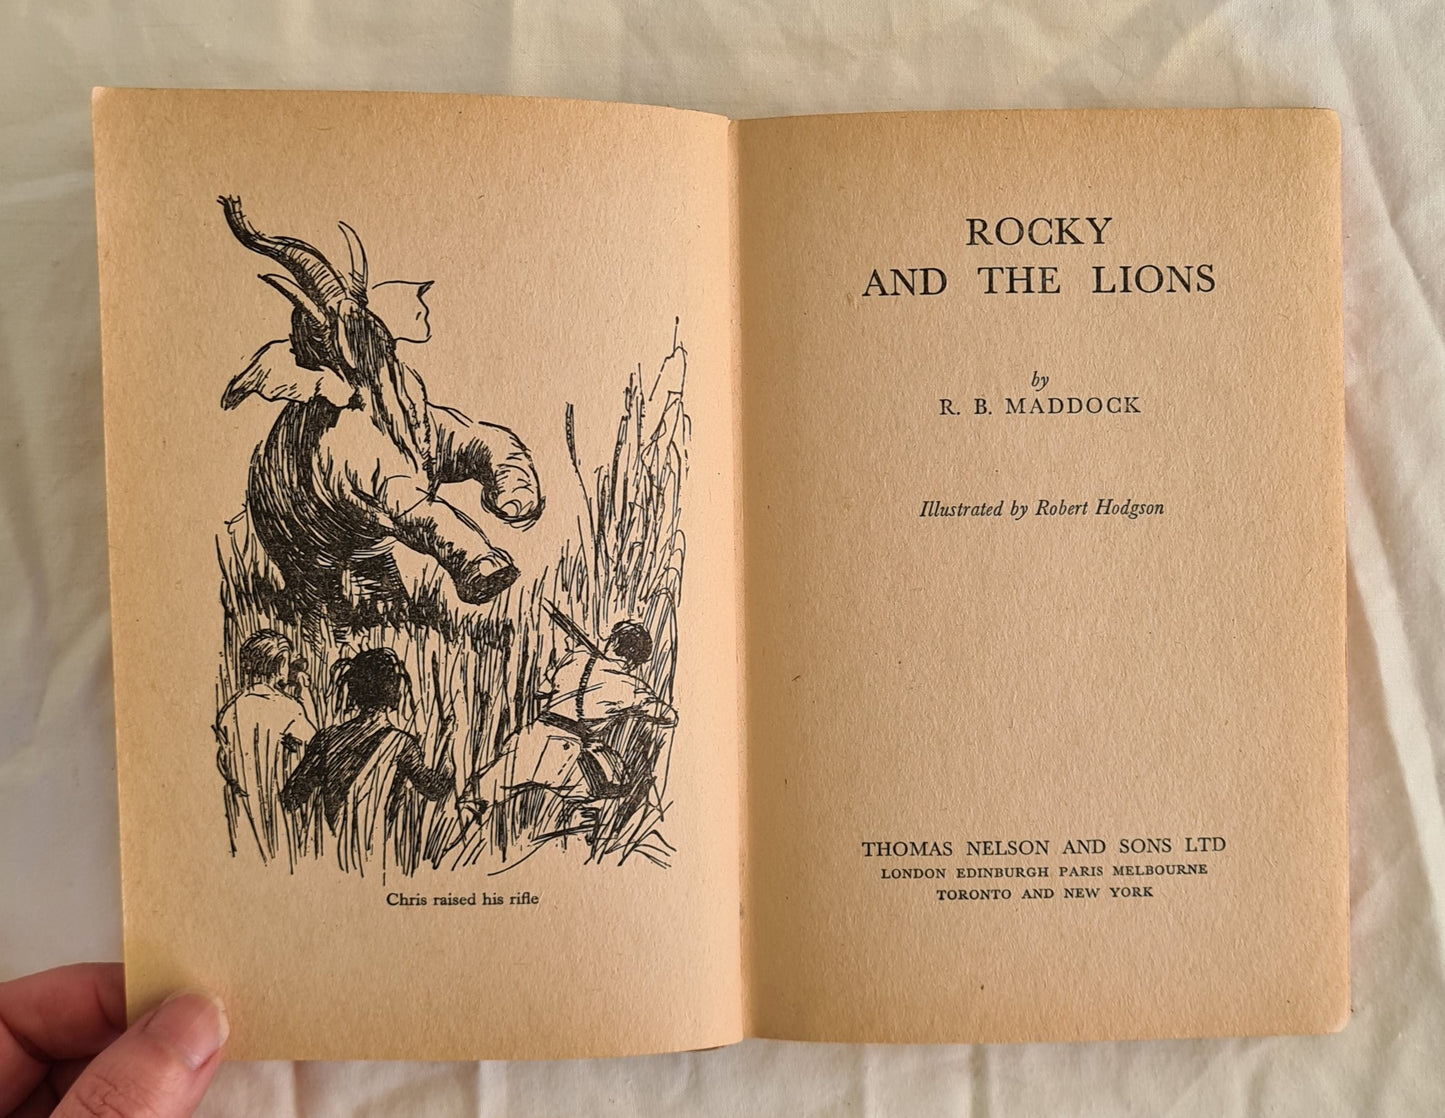 Chris raised his rifle
ROCKY
AND THE LIONS
by
R. B. MADDOCK
Illustrated by Robert Hodgson
THOMAS NELSON AND SONS LTD
LONDON EDINBURGH PARIS MELBOURNE
TORONTO AND NEW YORK